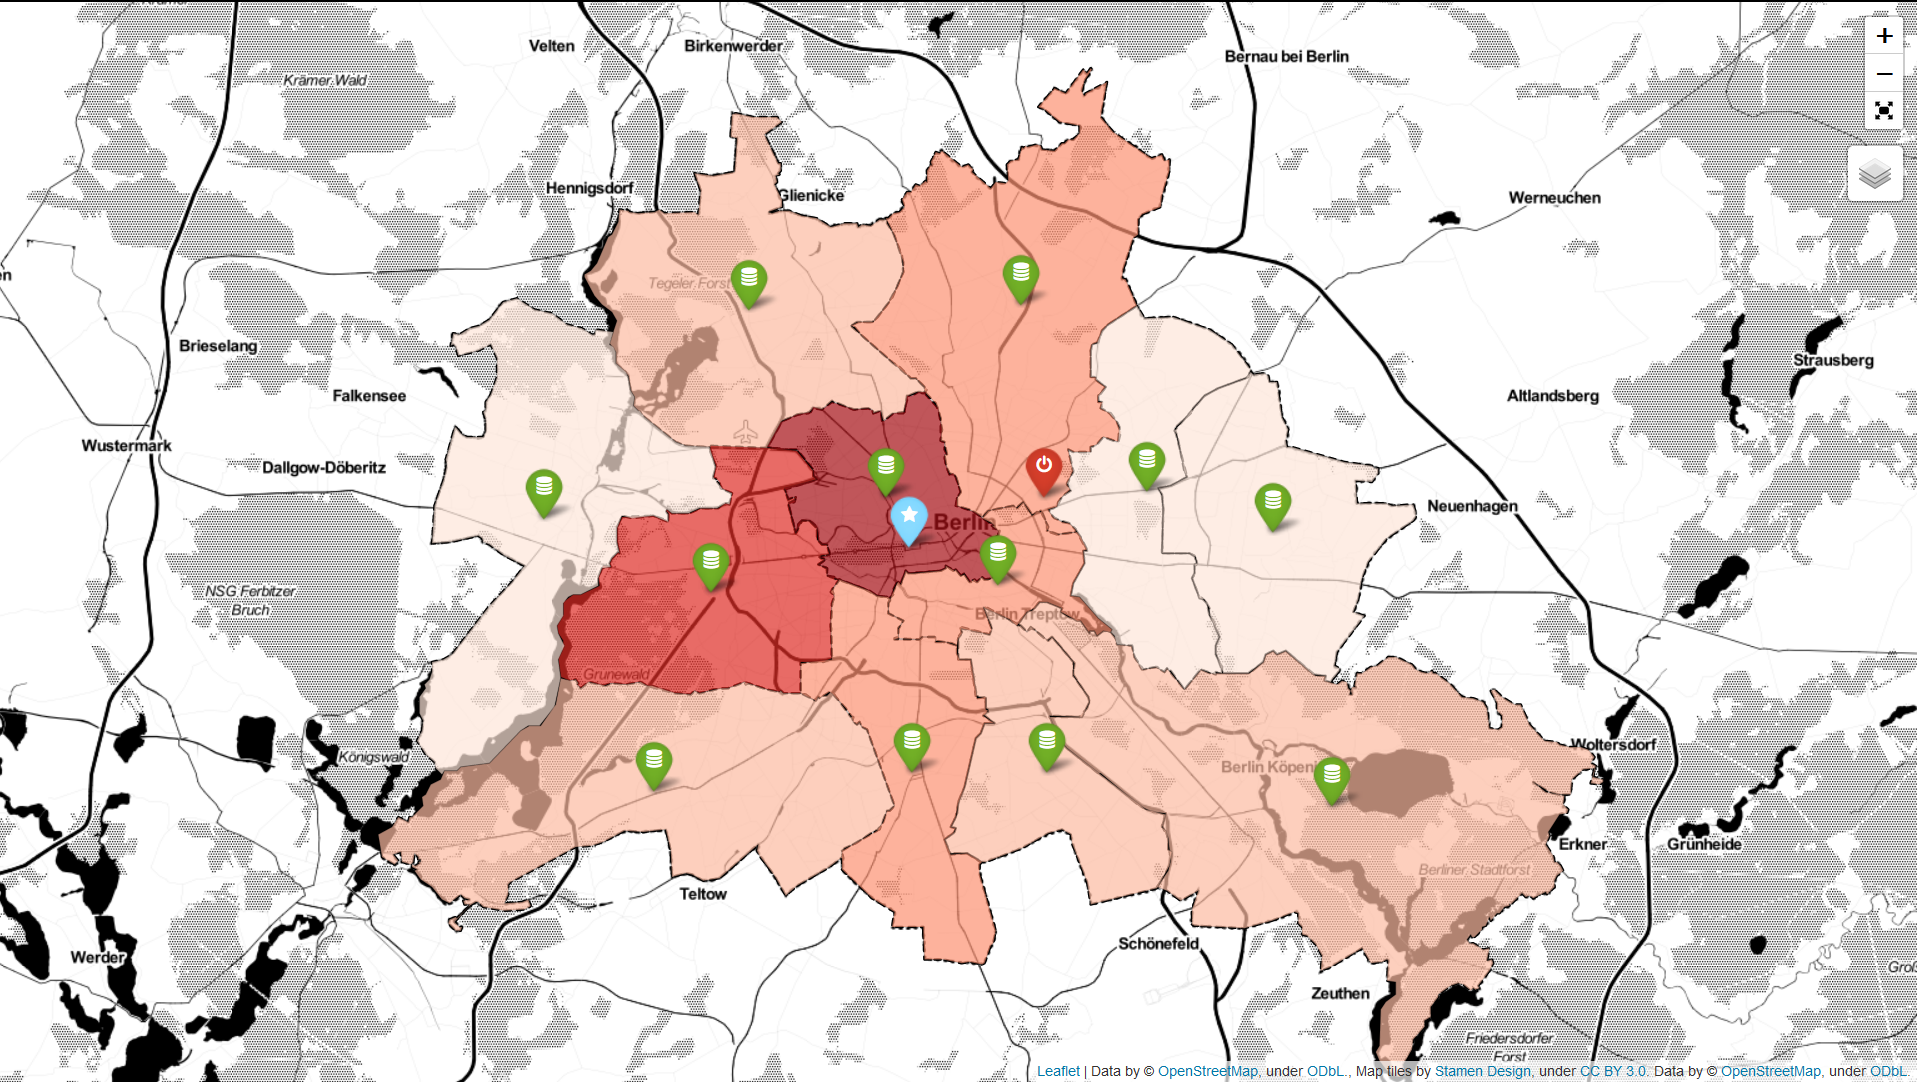 Velten
Birkenwerder
Bernau bei Berlin
+
Krämer Wald
−
Hennigsdorf
Glienicke
Werneuchen
Tegeler Forst
Brieselang
Strausberg
Falkensee
Altlandsberg
Wustermark
Dallgow-Döberitz
Neuenhagen
Berlin
NSG Ferbitzer
Bruch
Berlin Treptow
Grunewald
Woltersdorf
Königswald
Berlin Köpeni
Erkner
Grünheide
Berliner Stadtforst
Teltow
Schönefeld
Werder
Zeuthen
Friedersdorfer
Forst
Leaflet | Data by © OpenStreetMap, under ODbL., Map tiles by Stamen Design, under CC BY 3.0. Data by © OpenStreetMap, under ODbL.